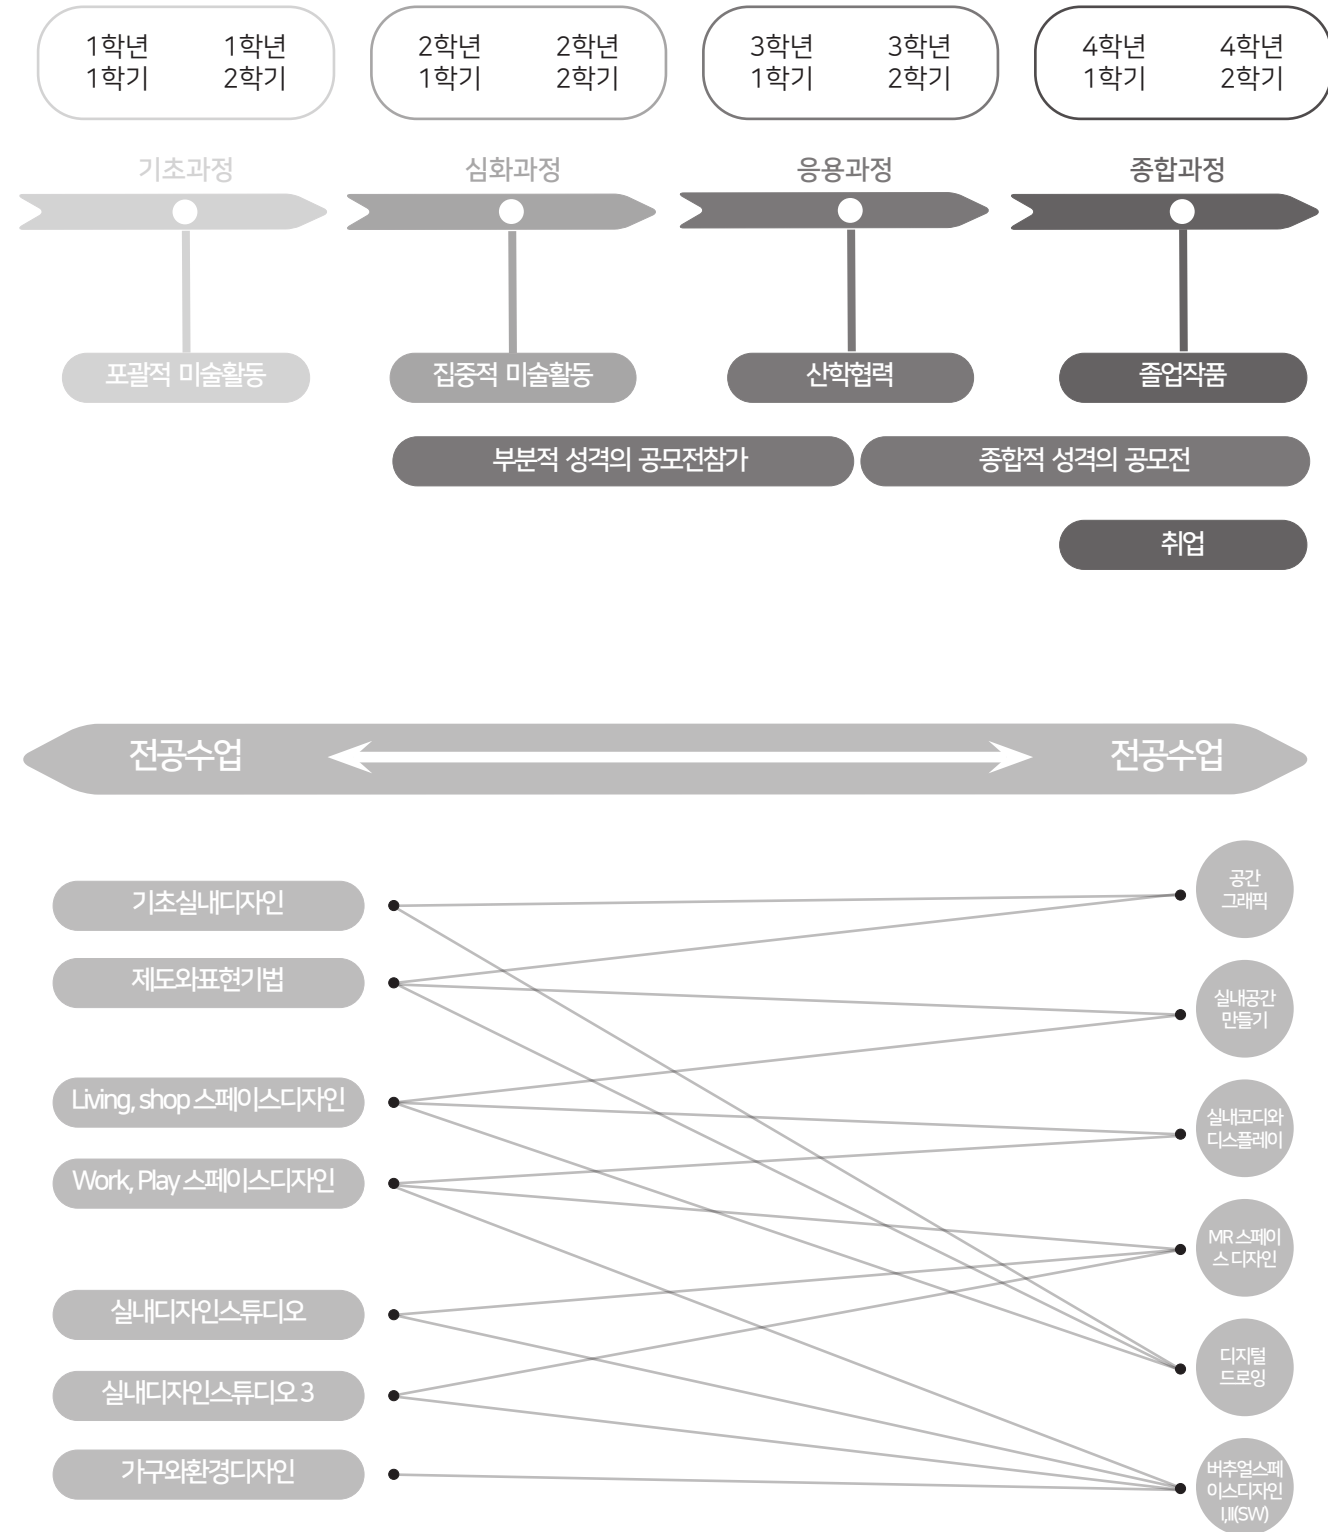 1학년 1학년 2학년 2학년 3학년 3학년 4학년 4학년
1학기 2학기 1학기 2학기 1학기 2학기 1학기 2학기
기초과정 심화과정 응용과정 종합과정
포괄적 미술활동 집중적 미술활동 산학협력 졸업작품
부분적 성격의 공모전참가 종합적 성격의 공모전
취업
전공수업 전공수업
기초실내디자인
제도와표현기법
Living, shop 스페이스디자인
Work, Play 스페이스디자인
실내디자인스튜디오
실내디자인스튜디오 3
가구와환경디자인
공간
그래픽
실내공간
만들기
실내코디와
디스플레이
MR 스페이
스 디자인
디지털
드로잉
버추얼스페
이스디자인
I,II(SW)